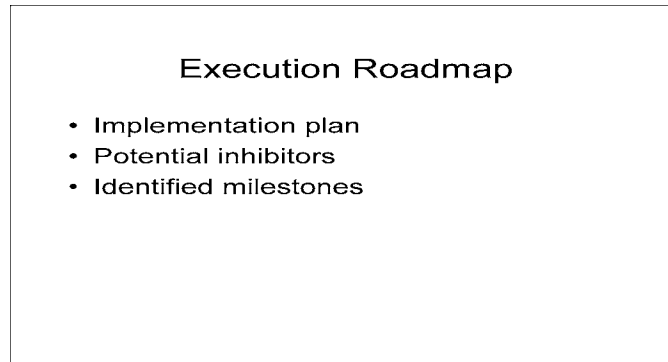 Execution Roadmap
• Implementation plan
• Potential inhibitors
• Identified milestones